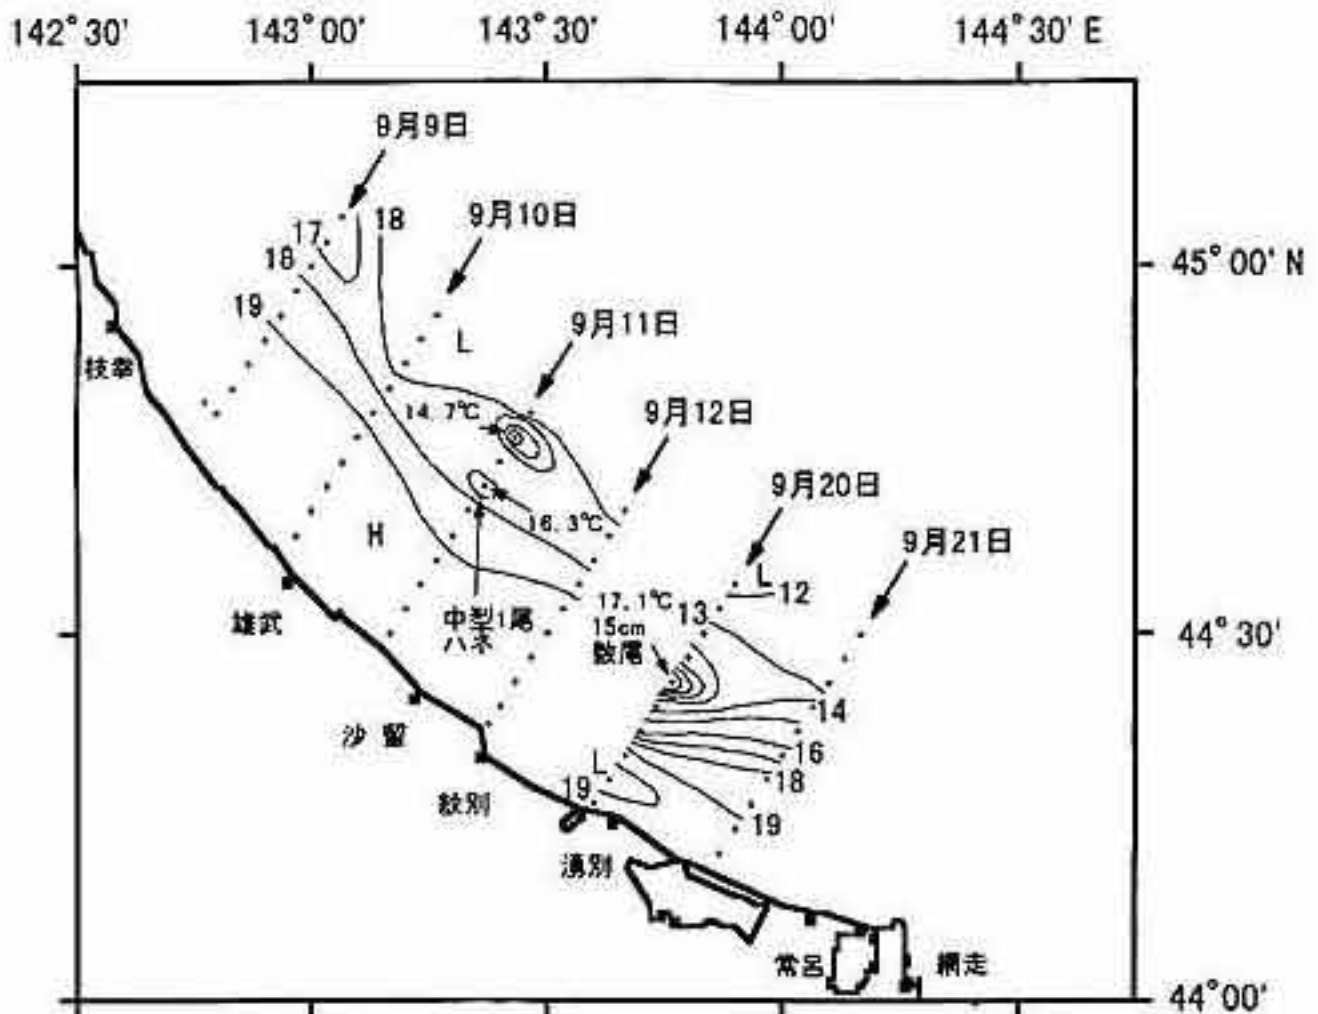 142°30' 143°00' 143°30' 144°00' 144°30' E
9月9日
9月10日
17
18
18
45°00' N
19
9月11日
L
枝幸
14.7℃
9月12日
9月20日
16.3℃
H
9月21日
L
12
17.1℃
13
中型1尾
ハネ
15cm
数尾
雄武
44°30'
14
沙留
16
L
18
19
紋別
19
湧別
常呂
網走
44°00'